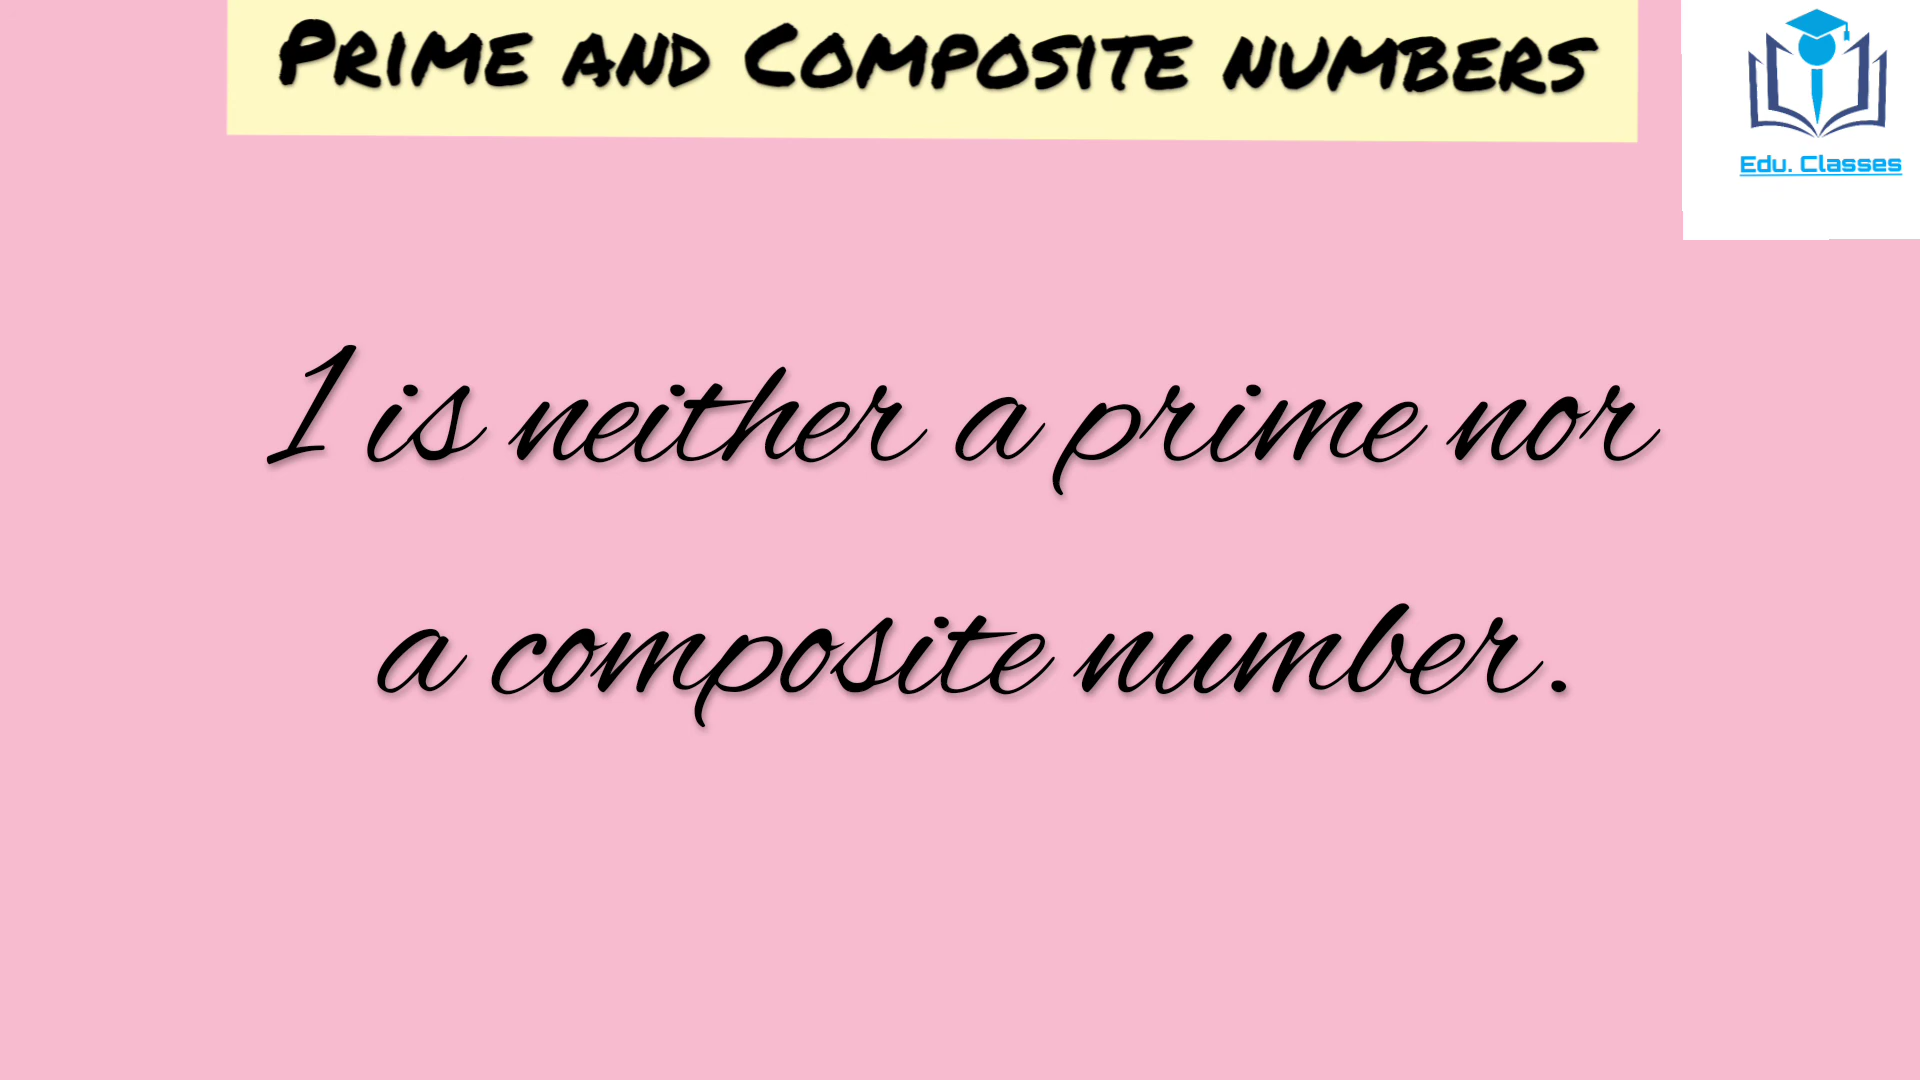 Prime and Composite numbers
Edu. Classes
1 is neither a prime nor
a composite number.